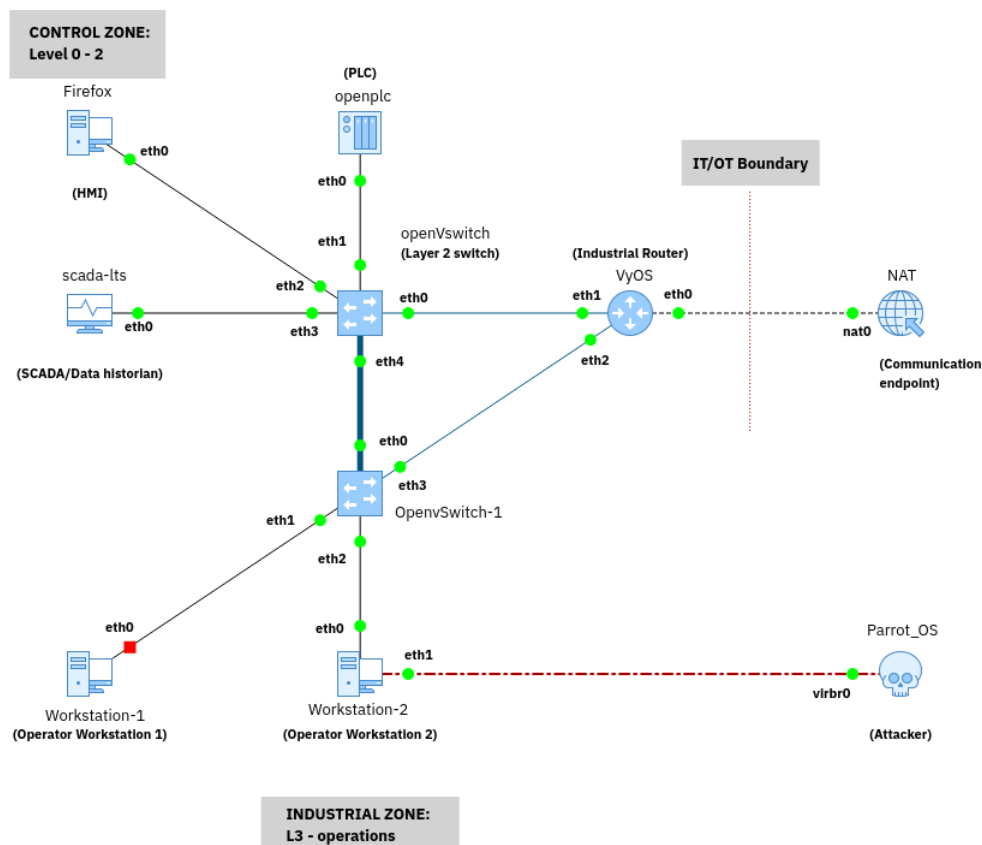 CONTROL ZONE:
Level 0 - 2
Firefox
eth0
(HMI)
(PLC)
openplc
eth0
eth1
openVswitch
(Layer 2 switch)
IT/OT Boundary
(Industrial Router)
VyOS
NAT
scada-lts
eth0
(SCADA/Data historian)
eth2
eth3
eth0
eth4
eth1
eth0
eth2
nat0
(Communication
endpoint)
eth0
eth3
OpenvSwitch-1
eth1
eth2
eth0
Workstation-1
(Operator Workstation 1)
eth0
eth1
Workstation-2
(Operator Workstation 2)
Parrot_OS
virbr0
(Attacker)
INDUSTRIAL ZONE:
L3 - operations